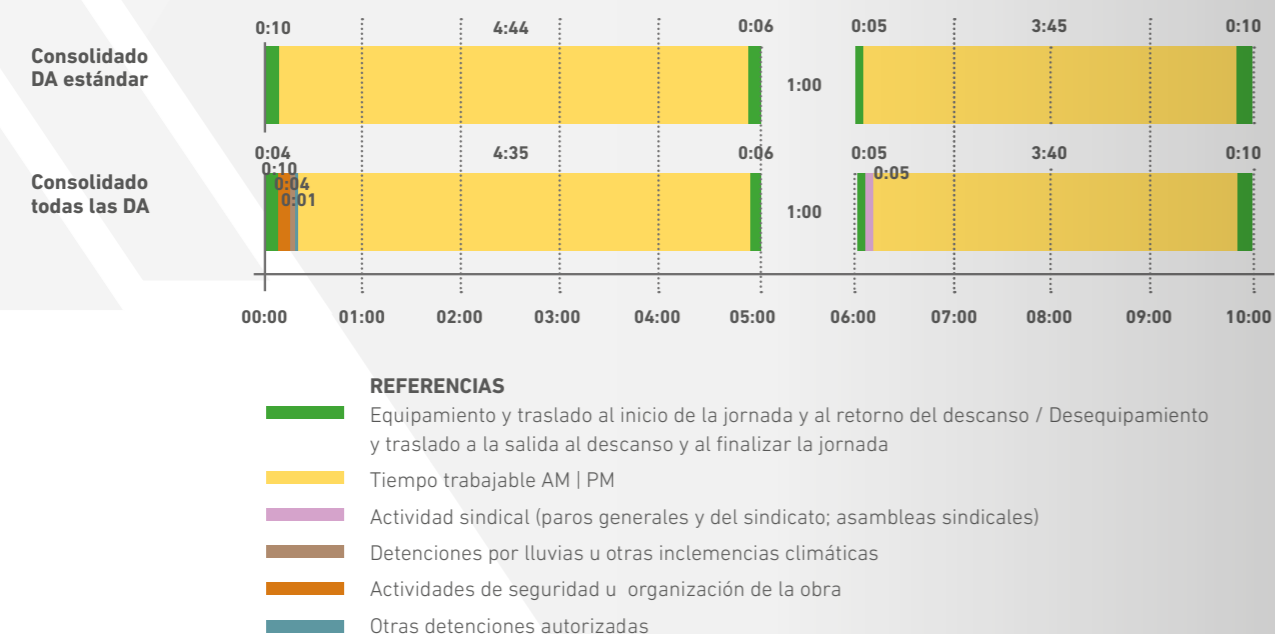 0:10 4:44 0:06 0:05 3:45 0:10
Consolidado
DA estándar
1:00
0:04 4:35 0:06 0:05 3:40 0:10
0:10
0:04 0:05
0:01
Consolidado
todas las DA
1:00
00:00 01:00 02:00 03:00 04:00 05:00 06:00 07:00 08:00 09:00 10:00
REFERENCIAS
Equipamiento y traslado al inicio de la jornada y al retorno del descanso / Desequipamiento
y traslado a la salida al descanso y al finalizar la jornada
Tiempo trabajable AM | PM
Actividad sindical (paros generales y del sindicato; asambleas sindicales)
Detenciones por lluvias u otras inclemencias climáticas
Actividades de seguridad u organización de la obra
Otras detenciones autorizadas